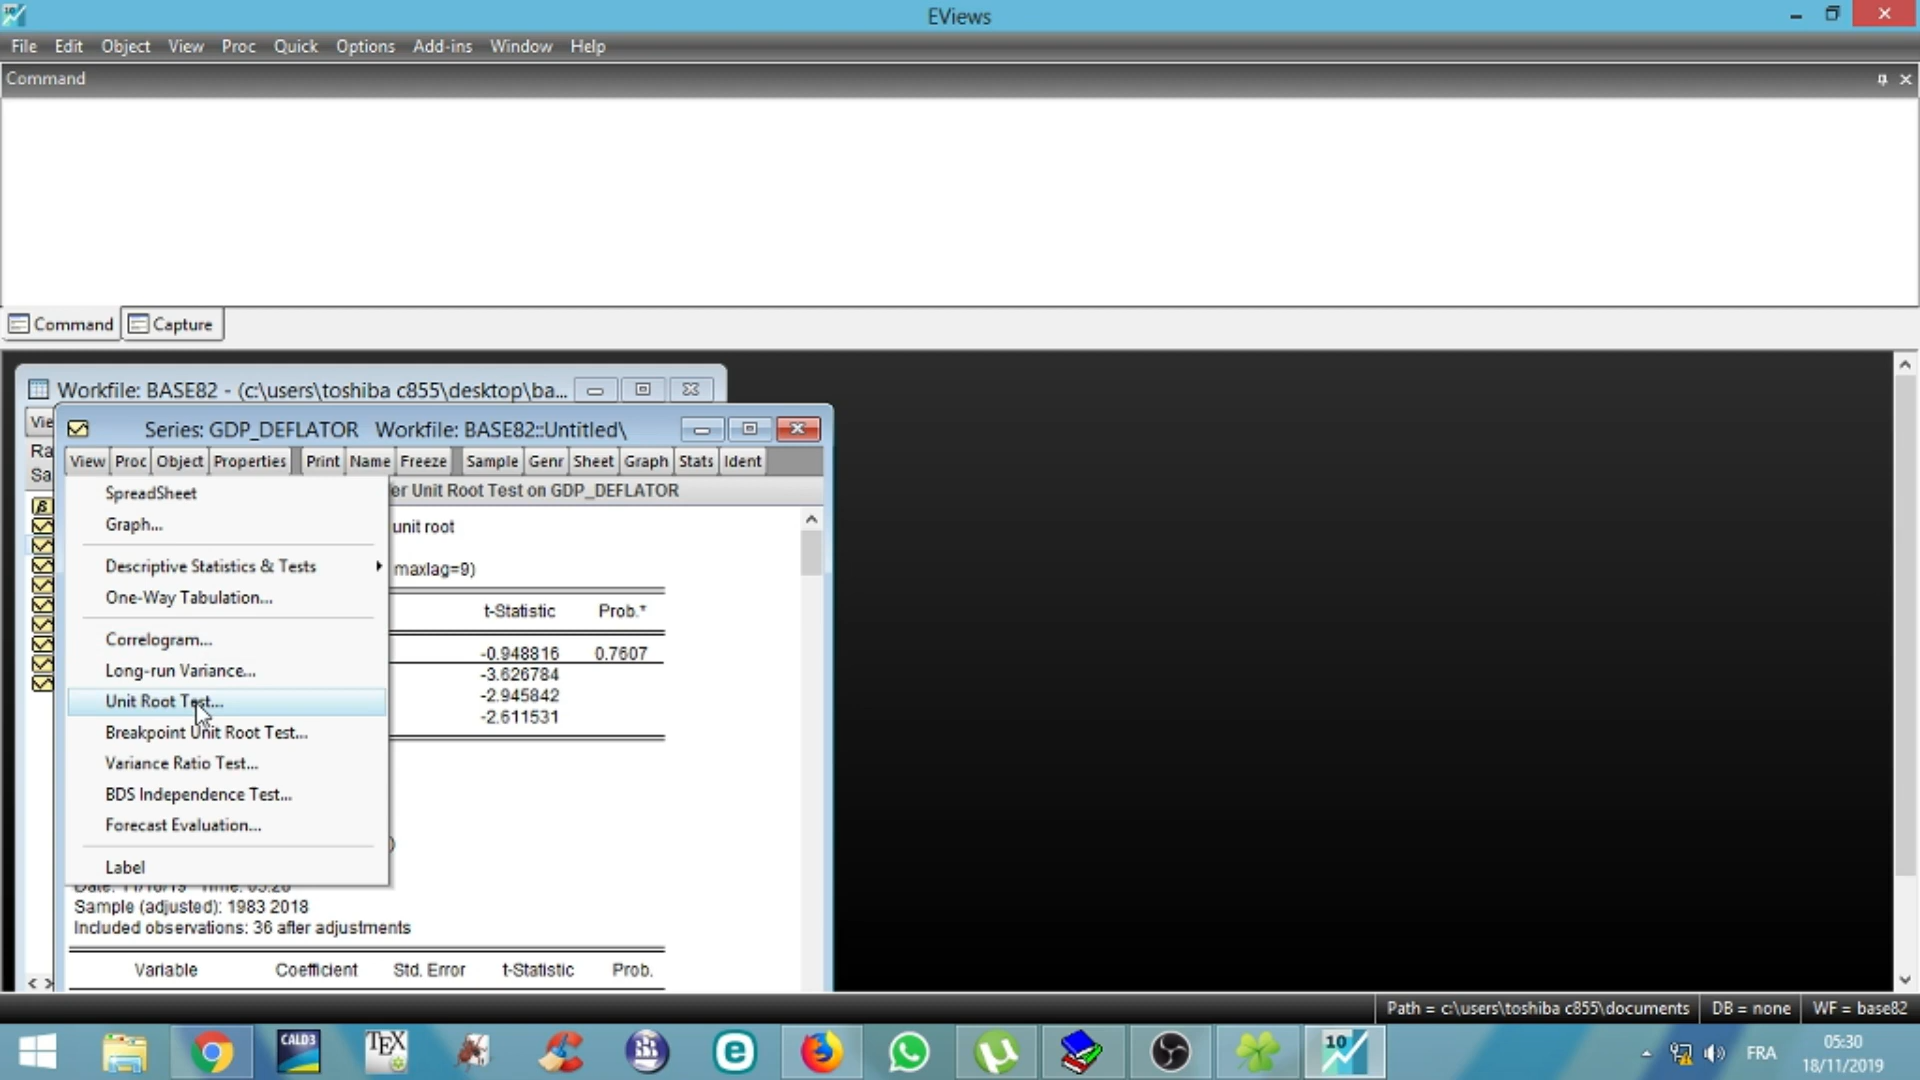 EViews
File Edit Object View Proc Quick Options Add-ins Window Help
Command
Command Capture
Workfile: BASE82 - (c:\users\toshiba c855\desktop\ba...
Vie
Series: GDP_DEFLATOR Workfile: BASE82::Untitled\
Ra
View Proc Object Properties Print Name Freeze Sample Genr Sheet Graph Stats Ident
Sa
er Unit Root Test on GDP_DEFLATOR
SpreadSheet
Graph...
Descriptive Statistics & Tests
One-Way Tabulation...
Correlogram...
Long-run Variance...
Unit Root Test...
Breakpoint Unit Root Test...
Variance Ratio Test...
BDS Independence Test...
Forecast Evaluation...
Label
unit root
maxlag=9)
t-Statistic Prob.*
-0.948816 0.7607
-3.626784
-2.945842
-2.611531
)
Sample (adjusted): 1983 2018
Included observations: 36 after adjustments
Variable Coefficient Std. Error t-Statistic Prob.
Path = c:\users\toshiba c855\documents DB = none WF = base82
CALD3
TEX
10
FRA
05:30
18/11/2019